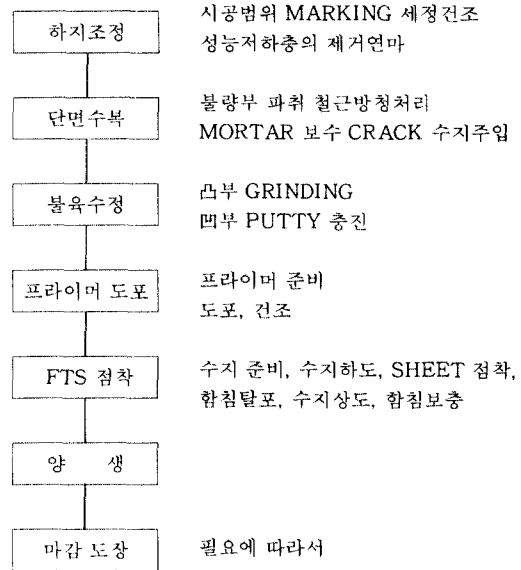 하지조정
시공범위 MARKING 세정건조
성능저하층의 제거연마
단면수복
불량부 파취 철근방청처리
MORTAR 보수 CRACK 수지주입
불육수정
凸부 GRINDING
凹부 PUTTY 충진
프라이머 도포
프라이머 준비
도포, 건조
FTS 점착
수지 준비, 수지하도, SHEET 점착,
함침탈포, 수지상도, 함침보충
양 생
마감 도장
필요에 따라서